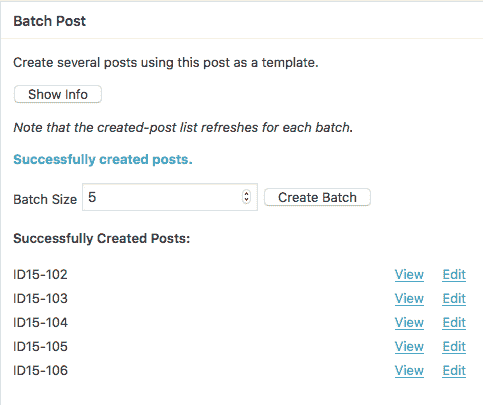 Batch Post
Create several posts using this post as a template.
Show Info
Note that the created-post list refreshes for each batch.
Successfully created posts.
Batch Size 5 Create Batch
Successfully Created Posts:
ID15-102 View Edit
ID15-103 View Edit
ID15-104 View Edit
ID15-105 View Edit
ID15-106 View Edit